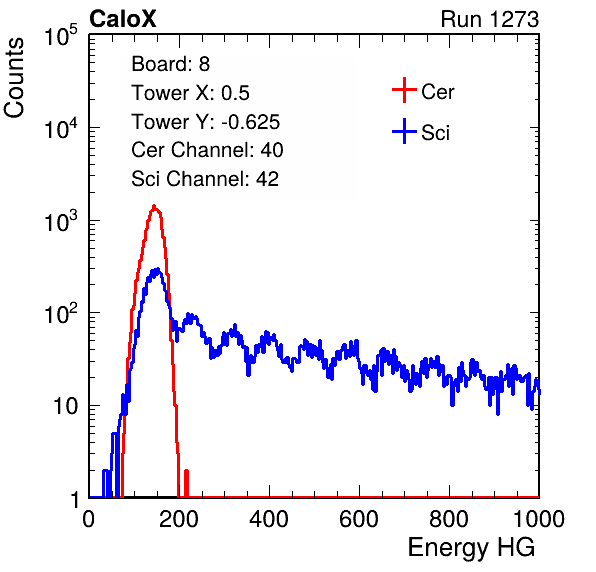 CaloX Run 1273
Counts
Board: 8
Tower X: 0.5
Tower Y: -0.625
Cer Channel: 40
Sci Channel: 42
Cer
Sci
10^5
10^4
10^3
10^2
10
1
0 200 400 600 800 1000
Energy HG